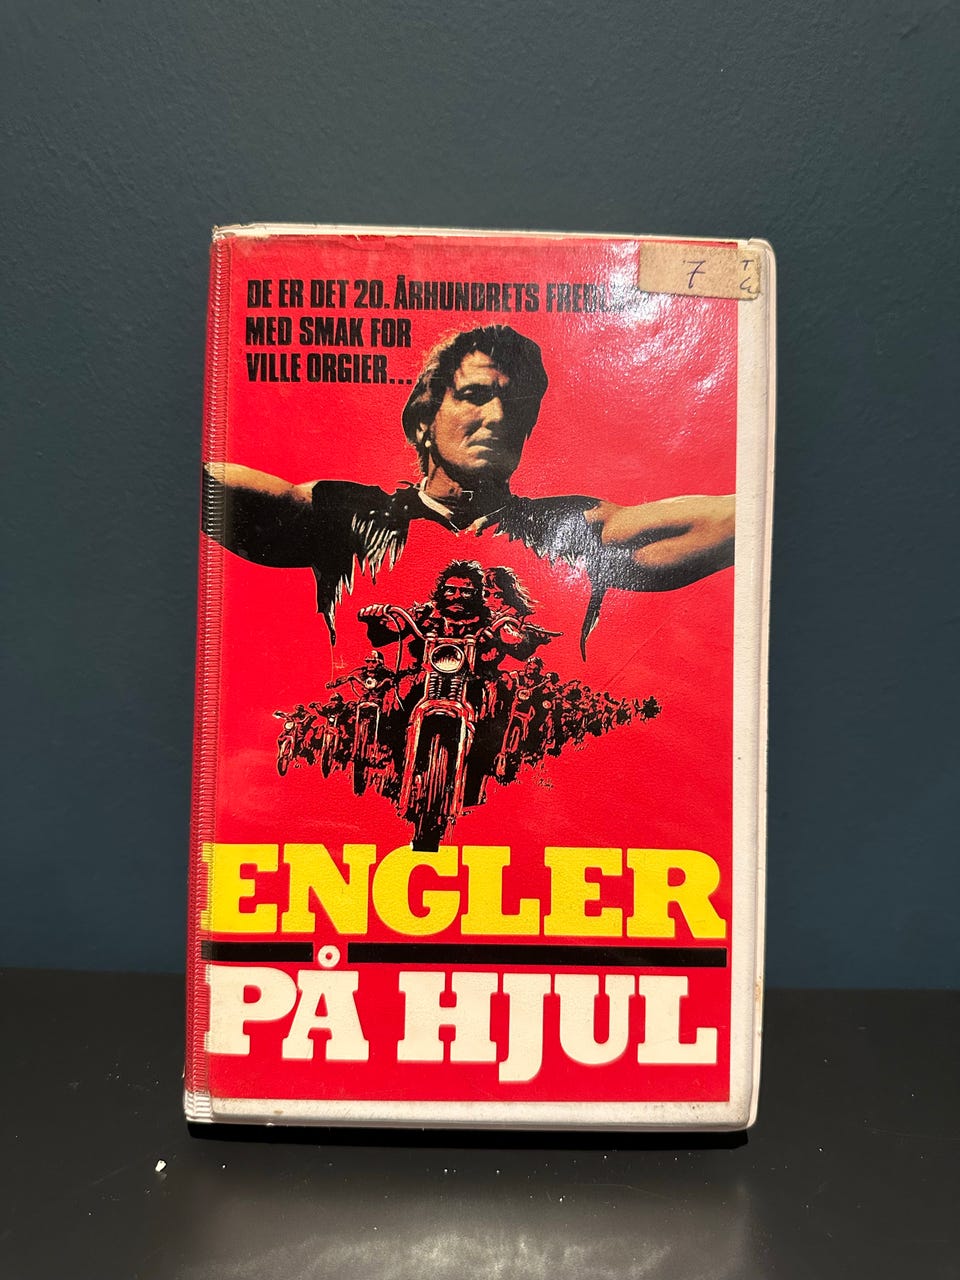 DE ER DET 20. ÅRHUNDRETS
MED SMAK FOR
VILLE ORGIER...
7
T
ENGLER
PÅ HJUL